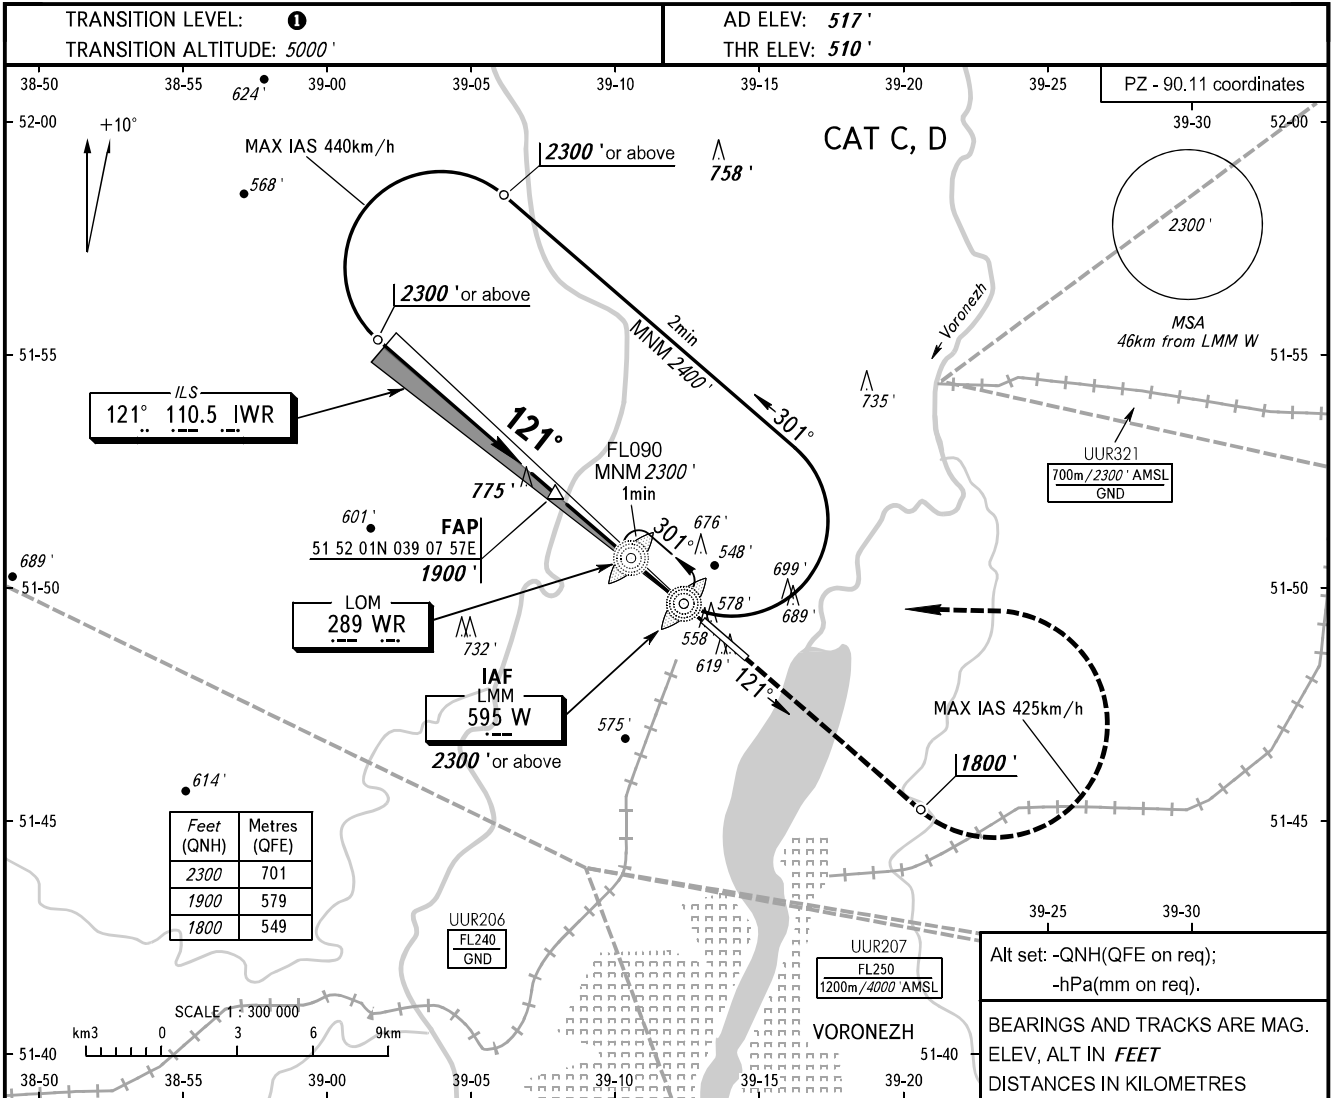 TRANSITION LEVEL: 1
TRANSITION ALTITUDE: 5000 '
AD ELEV: 517 '
THR ELEV: 510 '
38-50
38-55
39-00
39-05
39-10
39-15
39-20
39-25
PZ - 90.11 coordinates
39-30
52-00
52-00
624 '
+10°
MAX IAS 440km/h
2300 ' or above
758 '
CAT C, D
568 '
2300 '
2300 ' or above
Voronezh
MSA
46km from LMM W
2min
MNM 2400 '
51-55
51-55
735 '
ILS
121° 110.5 IWR
121°
301°
FL090
MNM 2300 '
1min
UUR321
700m/2300 ' AMSL
GND
775 '
601 '
FAP
51 52 01N 039 07 57E
1900 '
301°
676 '
548 '
689 '
699 '
689 '
51-50
51-50
LOM
289 WR
578 '
558
619 '
732 '
121°
IAF
LMM
595 W
2300 ' or above
575 '
MAX IAS 425km/h
1800 '
614 '
51-45
51-45
Feet (QNH) Metres (QFE)
2300 701
1900 579
1800 549
39-25
39-30
UUR206
FL240
GND
UUR207
FL250
1200m/4000 ' AMSL
Alt set: -QNH(QFE on req);
-hPa(mm on req).
SCALE 1 : 300 000
km3 0 3 6 9km
VORONEZH
BEARINGS AND TRACKS ARE MAG.
ELEV, ALT IN FEET
DISTANCES IN KILOMETRES
51-40
51-40
38-50
38-55
39-00
39-05
39-10
39-15
39-20